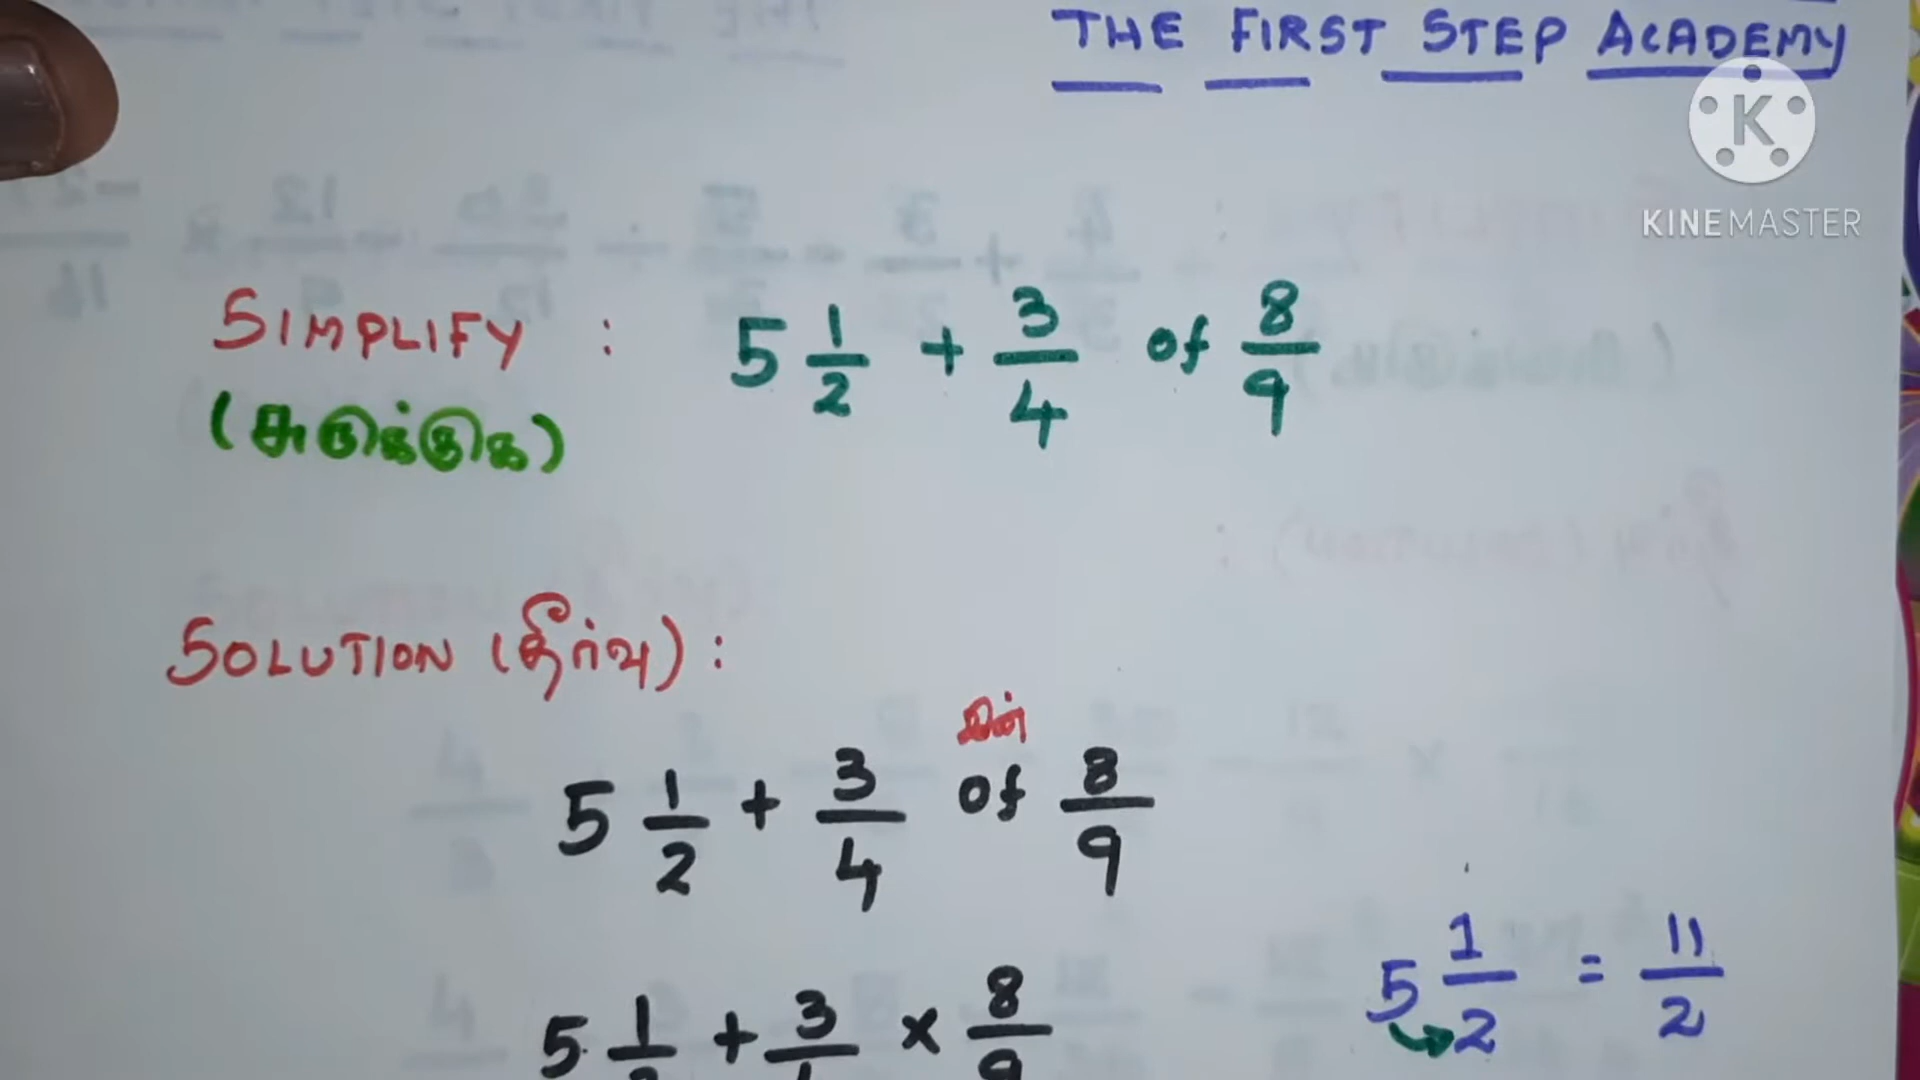 THE FIRST STEP ACADEMY
K
KINEMASTER
SIMPLIFY : 5 1/2 + 3/4 of 8/9
(சுருக்குக)
SOLUTION (தீர்வு) :
இன்
5 1/2 + 3/4 of 8/9
5 1/2 = 11/2
5 1/2 + 3/4 × 8/9